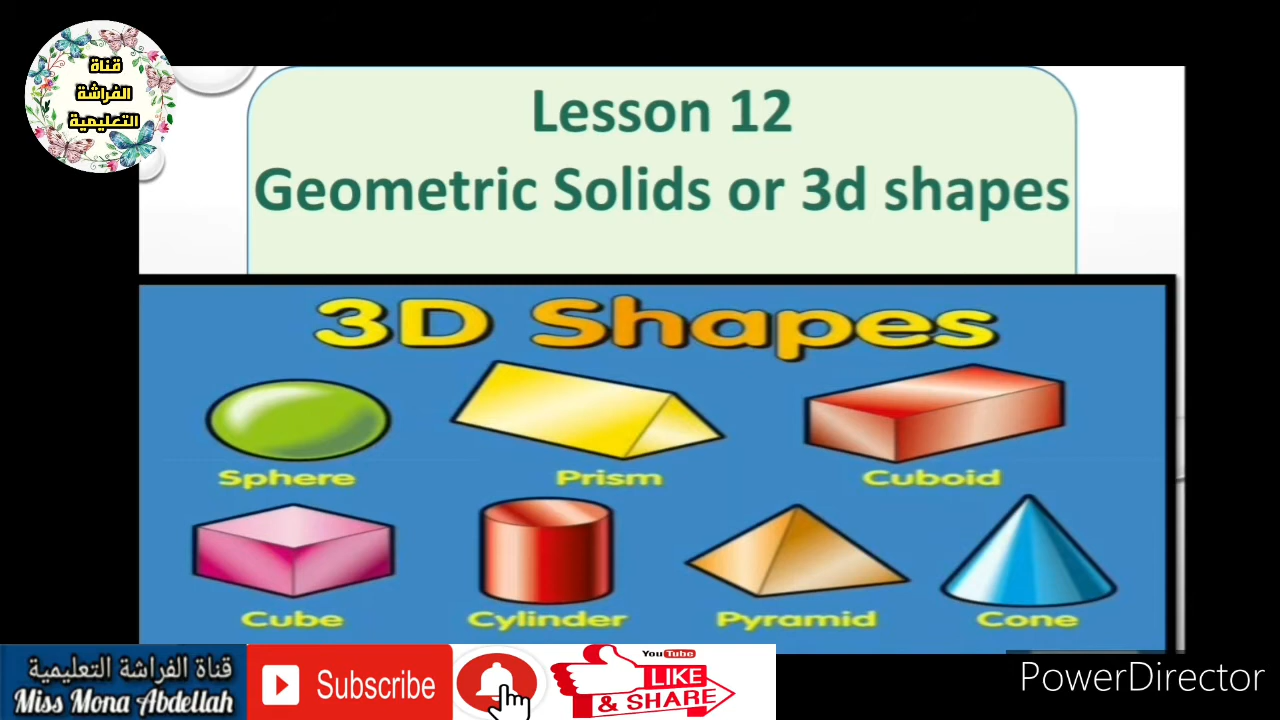 قناة
الفراشة
التعليمية
Lesson 12
Geometric Solids or 3d shapes
3D Shapes
Sphere
Prism
Cuboid
Cube
Cylinder
Pyramid
Cone
قناة الفراشة التعليمية
Miss Mona Abdellah
Subscribe
YouTube
LIKE
& SHARE
PowerDirector